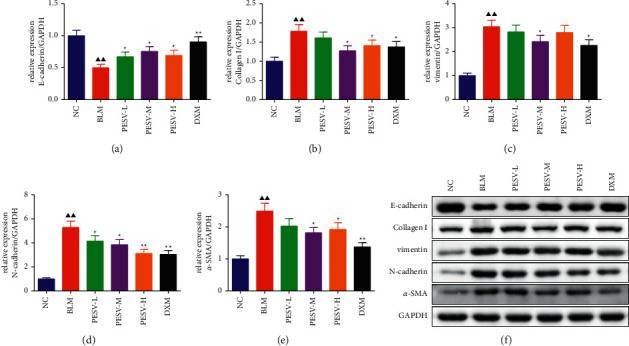 relative expression
E-cadherin/GAPDH
1.5
1.0
0.5
0.0
▲▲
*
*
*
**
NC
BLM
PESV-L
PESV-M
PESV-H
DXM
(a)
relative expression
Collagen I/GAPDH
2.5
2.0
1.5
1.0
0.5
0.0
▲▲
*
*
*
NC
BLM
PESV-L
PESV-M
PESV-H
DXM
(b)
relative expression
vimentin/GAPDH
4
3
2
1
0
▲▲
*
*
NC
BLM
PESV-L
PESV-M
PESV-H
DXM
(c)
relative expression
N-cadherin/GAPDH
8
6
4
2
0
▲▲
*
*
**
**
NC
BLM
PESV-L
PESV-M
PESV-H
DXM
(d)
relative expression
α-SMA/GAPDH
3
2
1
0
▲▲
*
*
**
NC
BLM
PESV-L
PESV-M
PESV-H
DXM
(e)
NC
BLM
PESV-L
PESV-M
PESV-H
DXM
E-cadherin
Collagen I
vimentin
N-cadherin
α-SMA
GAPDH
(f)